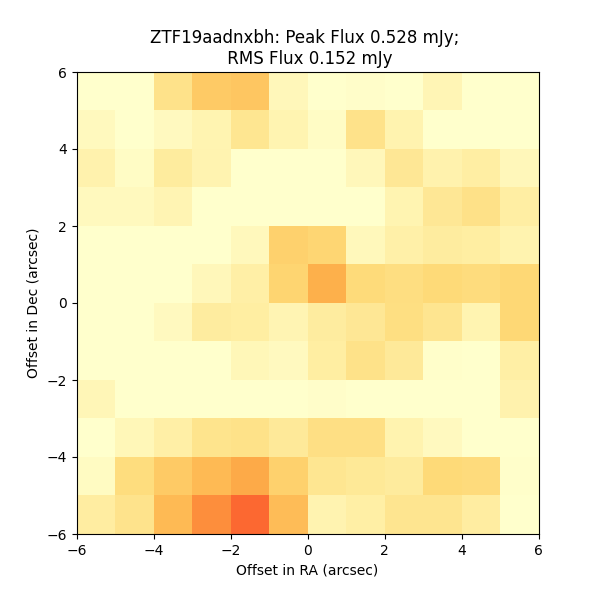 ZTF19aadnxbh: Peak Flux 0.528 mJy;
RMS Flux 0.152 mJy
6
4
2
0
−2
−4
−6
Offset in Dec (arcsec)
−6 −4 −2 0 2 4 6
Offset in RA (arcsec)